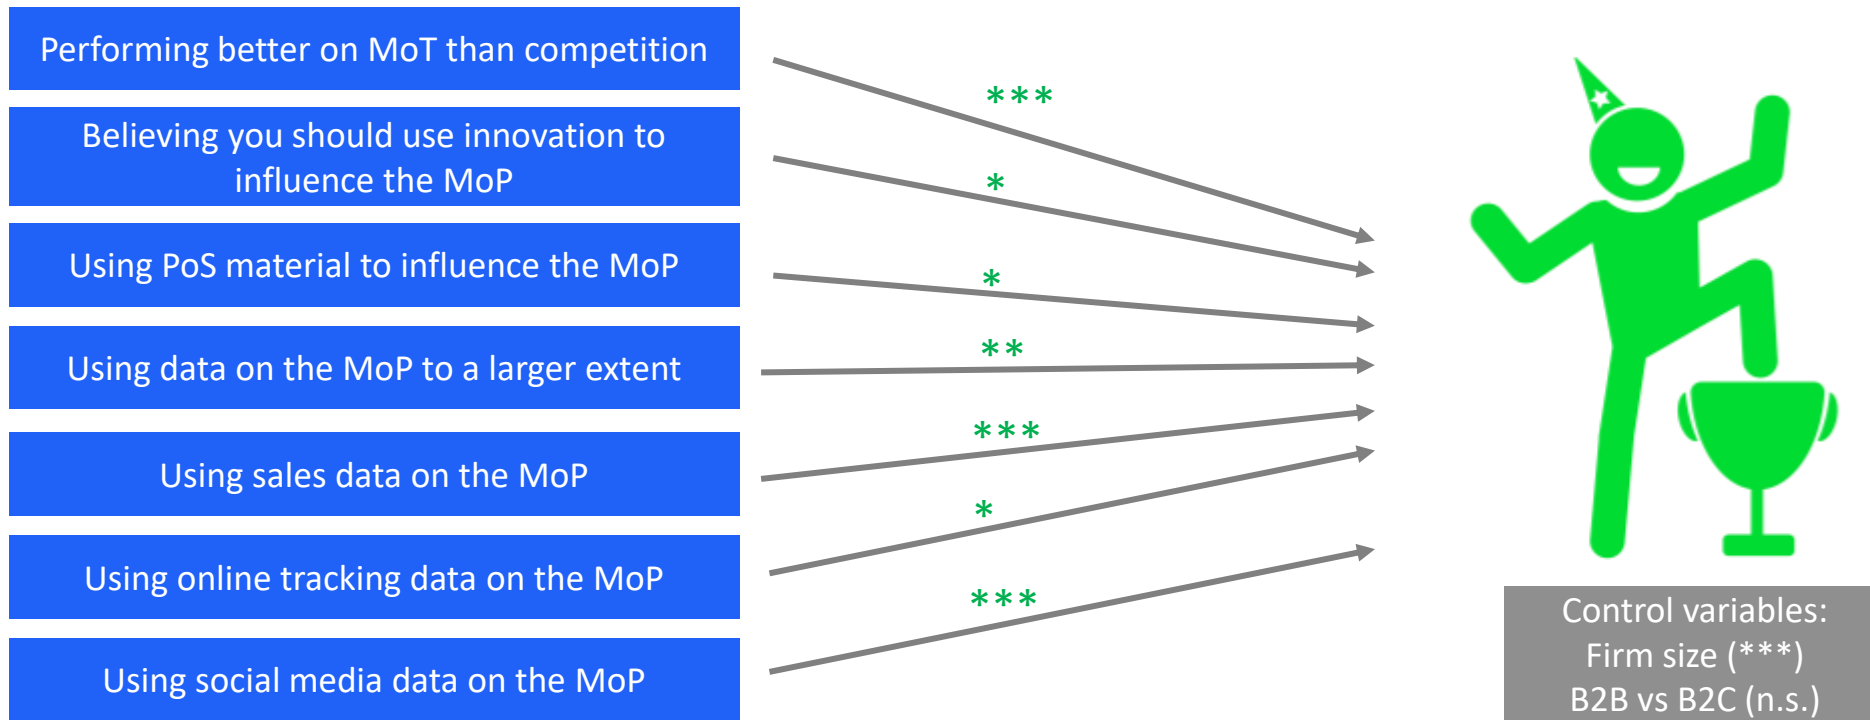 Performing better on MoT than competition
***
Believing you should use innovation to
influence the MoP
*
Using PoS material to influence the MoP
*
Using data on the MoP to a larger extent
**
Using sales data on the MoP
***
Using online tracking data on the MoP
*
Using social media data on the MoP
***
Control variables:
Firm size (***)
B2B vs B2C (n.s.)